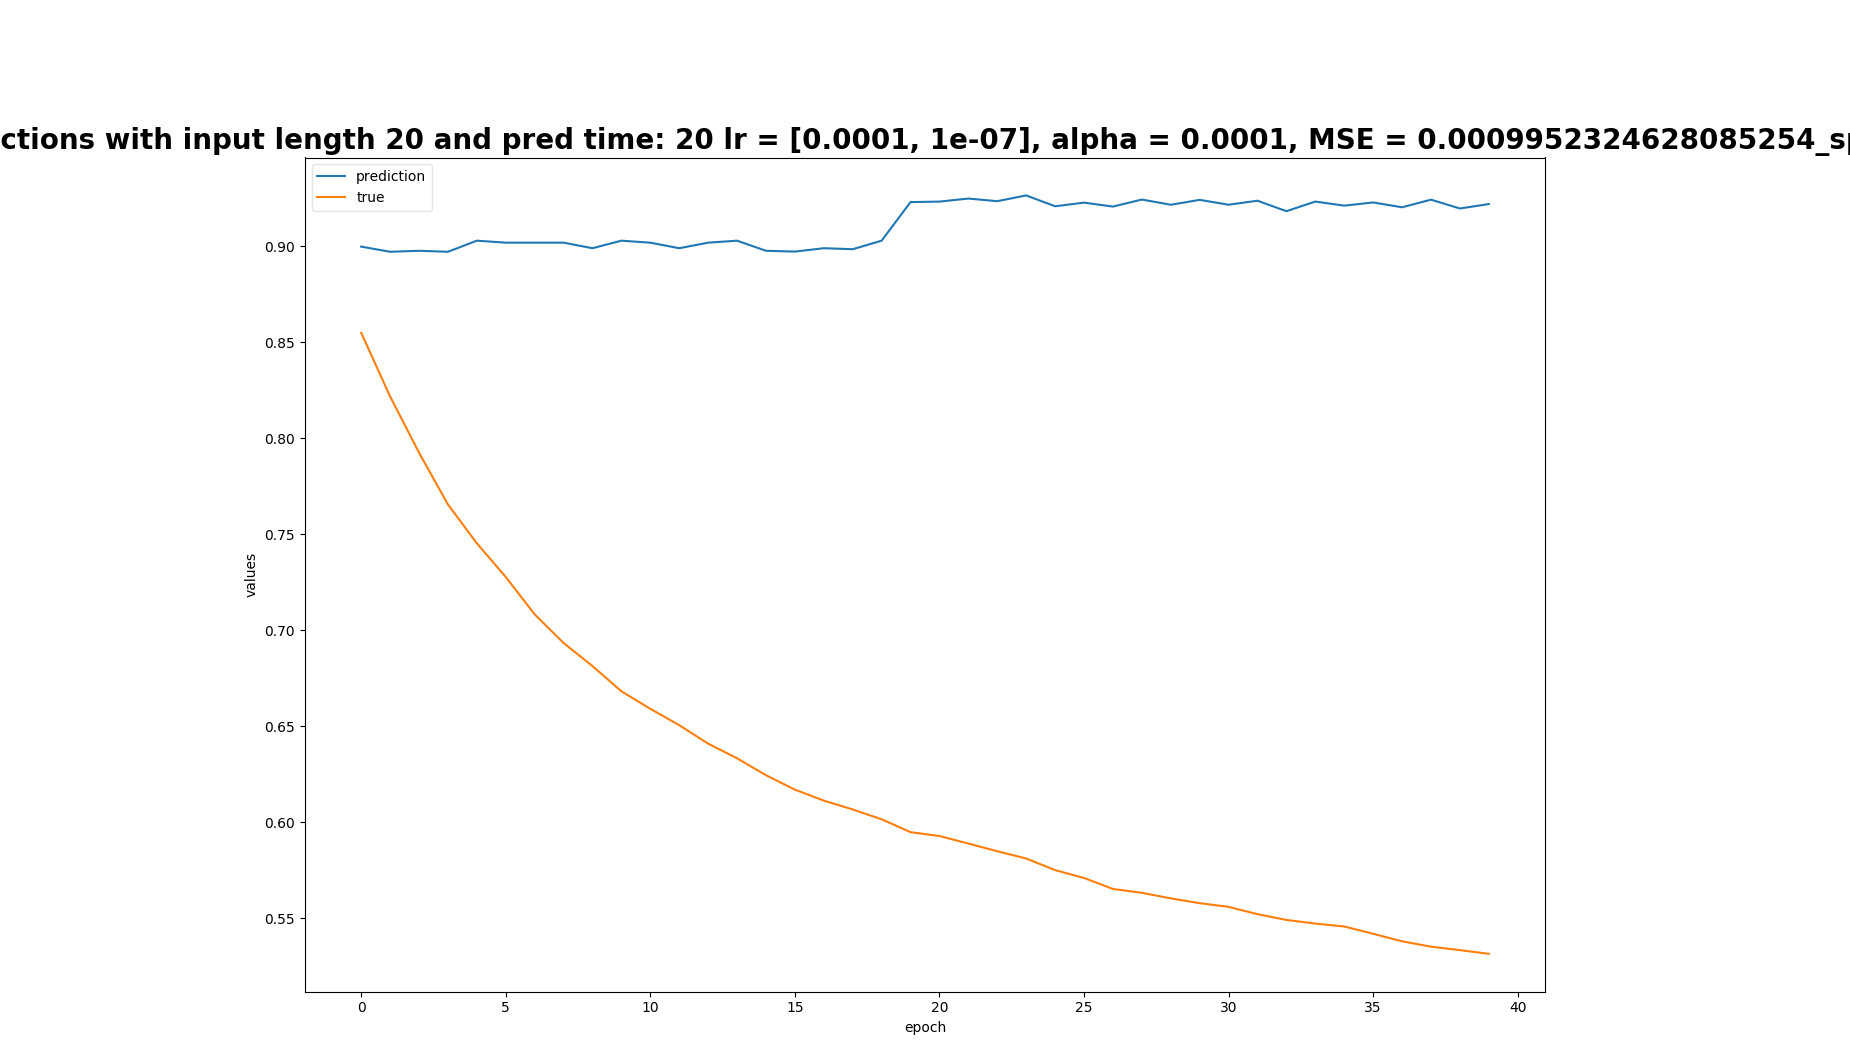 ctions with input length 20 and pred time: 20 lr = [0.0001, 1e-07], alpha = 0.0001, MSE = 0.0009952324628085254_sp
prediction
true
0.90
0.85
0.80
0.75
0.70
0.65
0.60
0.55
values
0 5 10 15 20 25 30 35 40
epoch